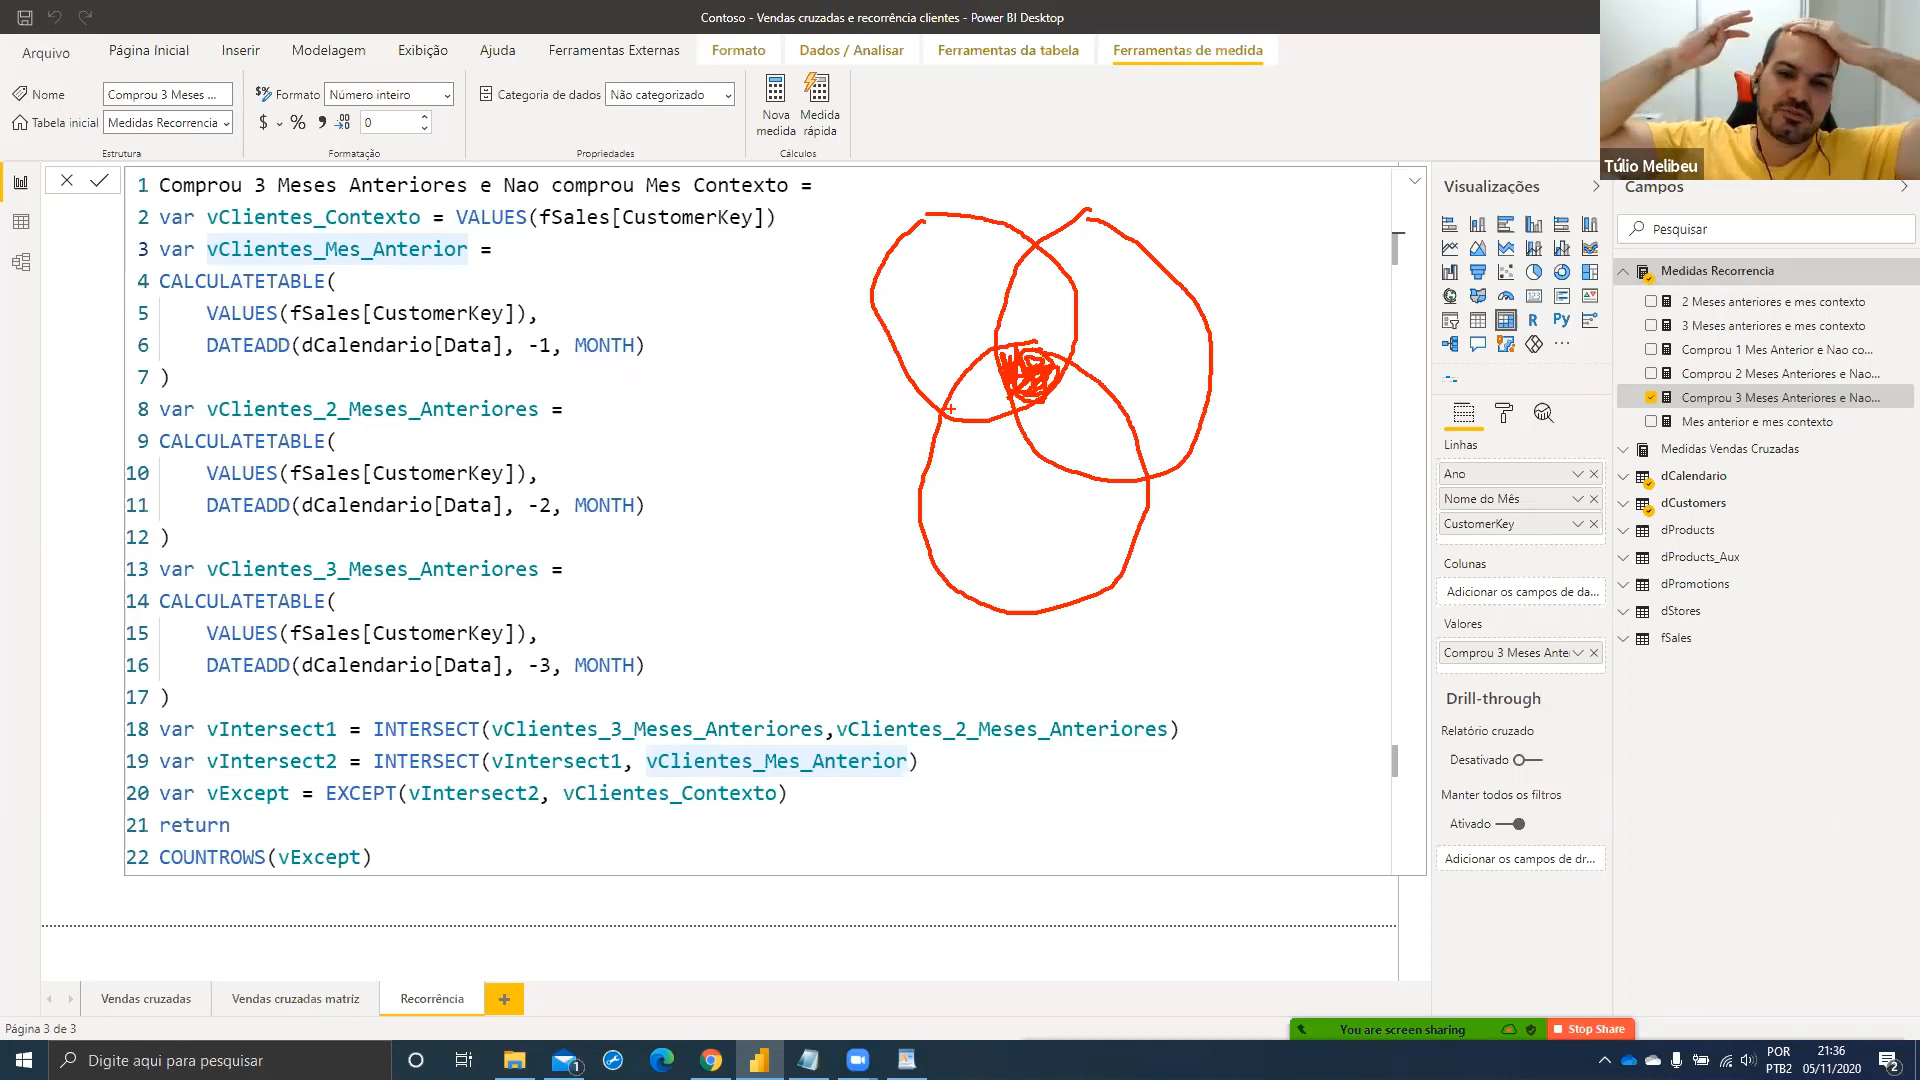 Contoso - Vendas cruzadas e recorrência clientes - Power BI Desktop
Arquivo
Página Inicial
Inserir
Modelagem
Exibição
Ajuda
Ferramentas Externas
Formato
Dados / Analisar
Ferramentas da tabela
Ferramentas de medida
Nome
Comprou 3 Meses ...
Tabela inicial
Medidas Recorrencia
Estrutura
Formato
Número inteiro
$
%
0
Formatação
Categoria de dados
Não categorizado
Propriedades
Nova medida
Medida rápida
Cálculos
Túlio Melibeu
1 Comprou 3 Meses Anteriores e Nao comprou Mes Contexto =
2 var vClientes_Contexto = VALUES(fSales[CustomerKey])
3 var vClientes_Mes_Anterior =
4 CALCULATETABLE(
5 VALUES(fSales[CustomerKey]),
6 DATEADD(dCalendario[Data], -1, MONTH)
7 )
8 var vClientes_2_Meses_Anteriores =
9 CALCULATETABLE(
10 VALUES(fSales[CustomerKey]),
11 DATEADD(dCalendario[Data], -2, MONTH)
12 )
13 var vClientes_3_Meses_Anteriores =
14 CALCULATETABLE(
15 VALUES(fSales[CustomerKey]),
16 DATEADD(dCalendario[Data], -3, MONTH)
17 )
18 var vIntersect1 = INTERSECT(vClientes_3_Meses_Anteriores,vClientes_2_Meses_Anteriores)
19 var vIntersect2 = INTERSECT(vIntersect1, vClientes_Mes_Anterior)
20 var vExcept = EXCEPT(vIntersect2, vClientes_Contexto)
21 return
22 COUNTROWS(vExcept)
Visualizações
R
Py
...
Linhas
Ano
Nome do Mês
CustomerKey
Colunas
Adicionar os campos de da...
Valores
Comprou 3 Meses Ante
Drill-through
Relatório cruzado
Desativado
Manter todos os filtros
Ativado
Adicionar os campos de dr...
Campos
Pesquisar
Medidas Recorrencia
2 Meses anteriores e mes contexto
3 Meses anteriores e mes contexto
Comprou 1 Mes Anterior e Nao co...
Comprou 2 Meses Anteriores e Nao...
Comprou 3 Meses Anteriores e Nao...
Mes anterior e mes contexto
Medidas Vendas Cruzadas
dCalendario
dCustomers
dProducts
dProducts_Aux
dPromotions
dStores
fSales
Vendas cruzadas
Vendas cruzadas matriz
Recorrência
+
Página 3 de 3
You are screen sharing
Stop Share
Digite aqui para pesquisar
1
POR
PTB2
21:36
05/11/2020
2